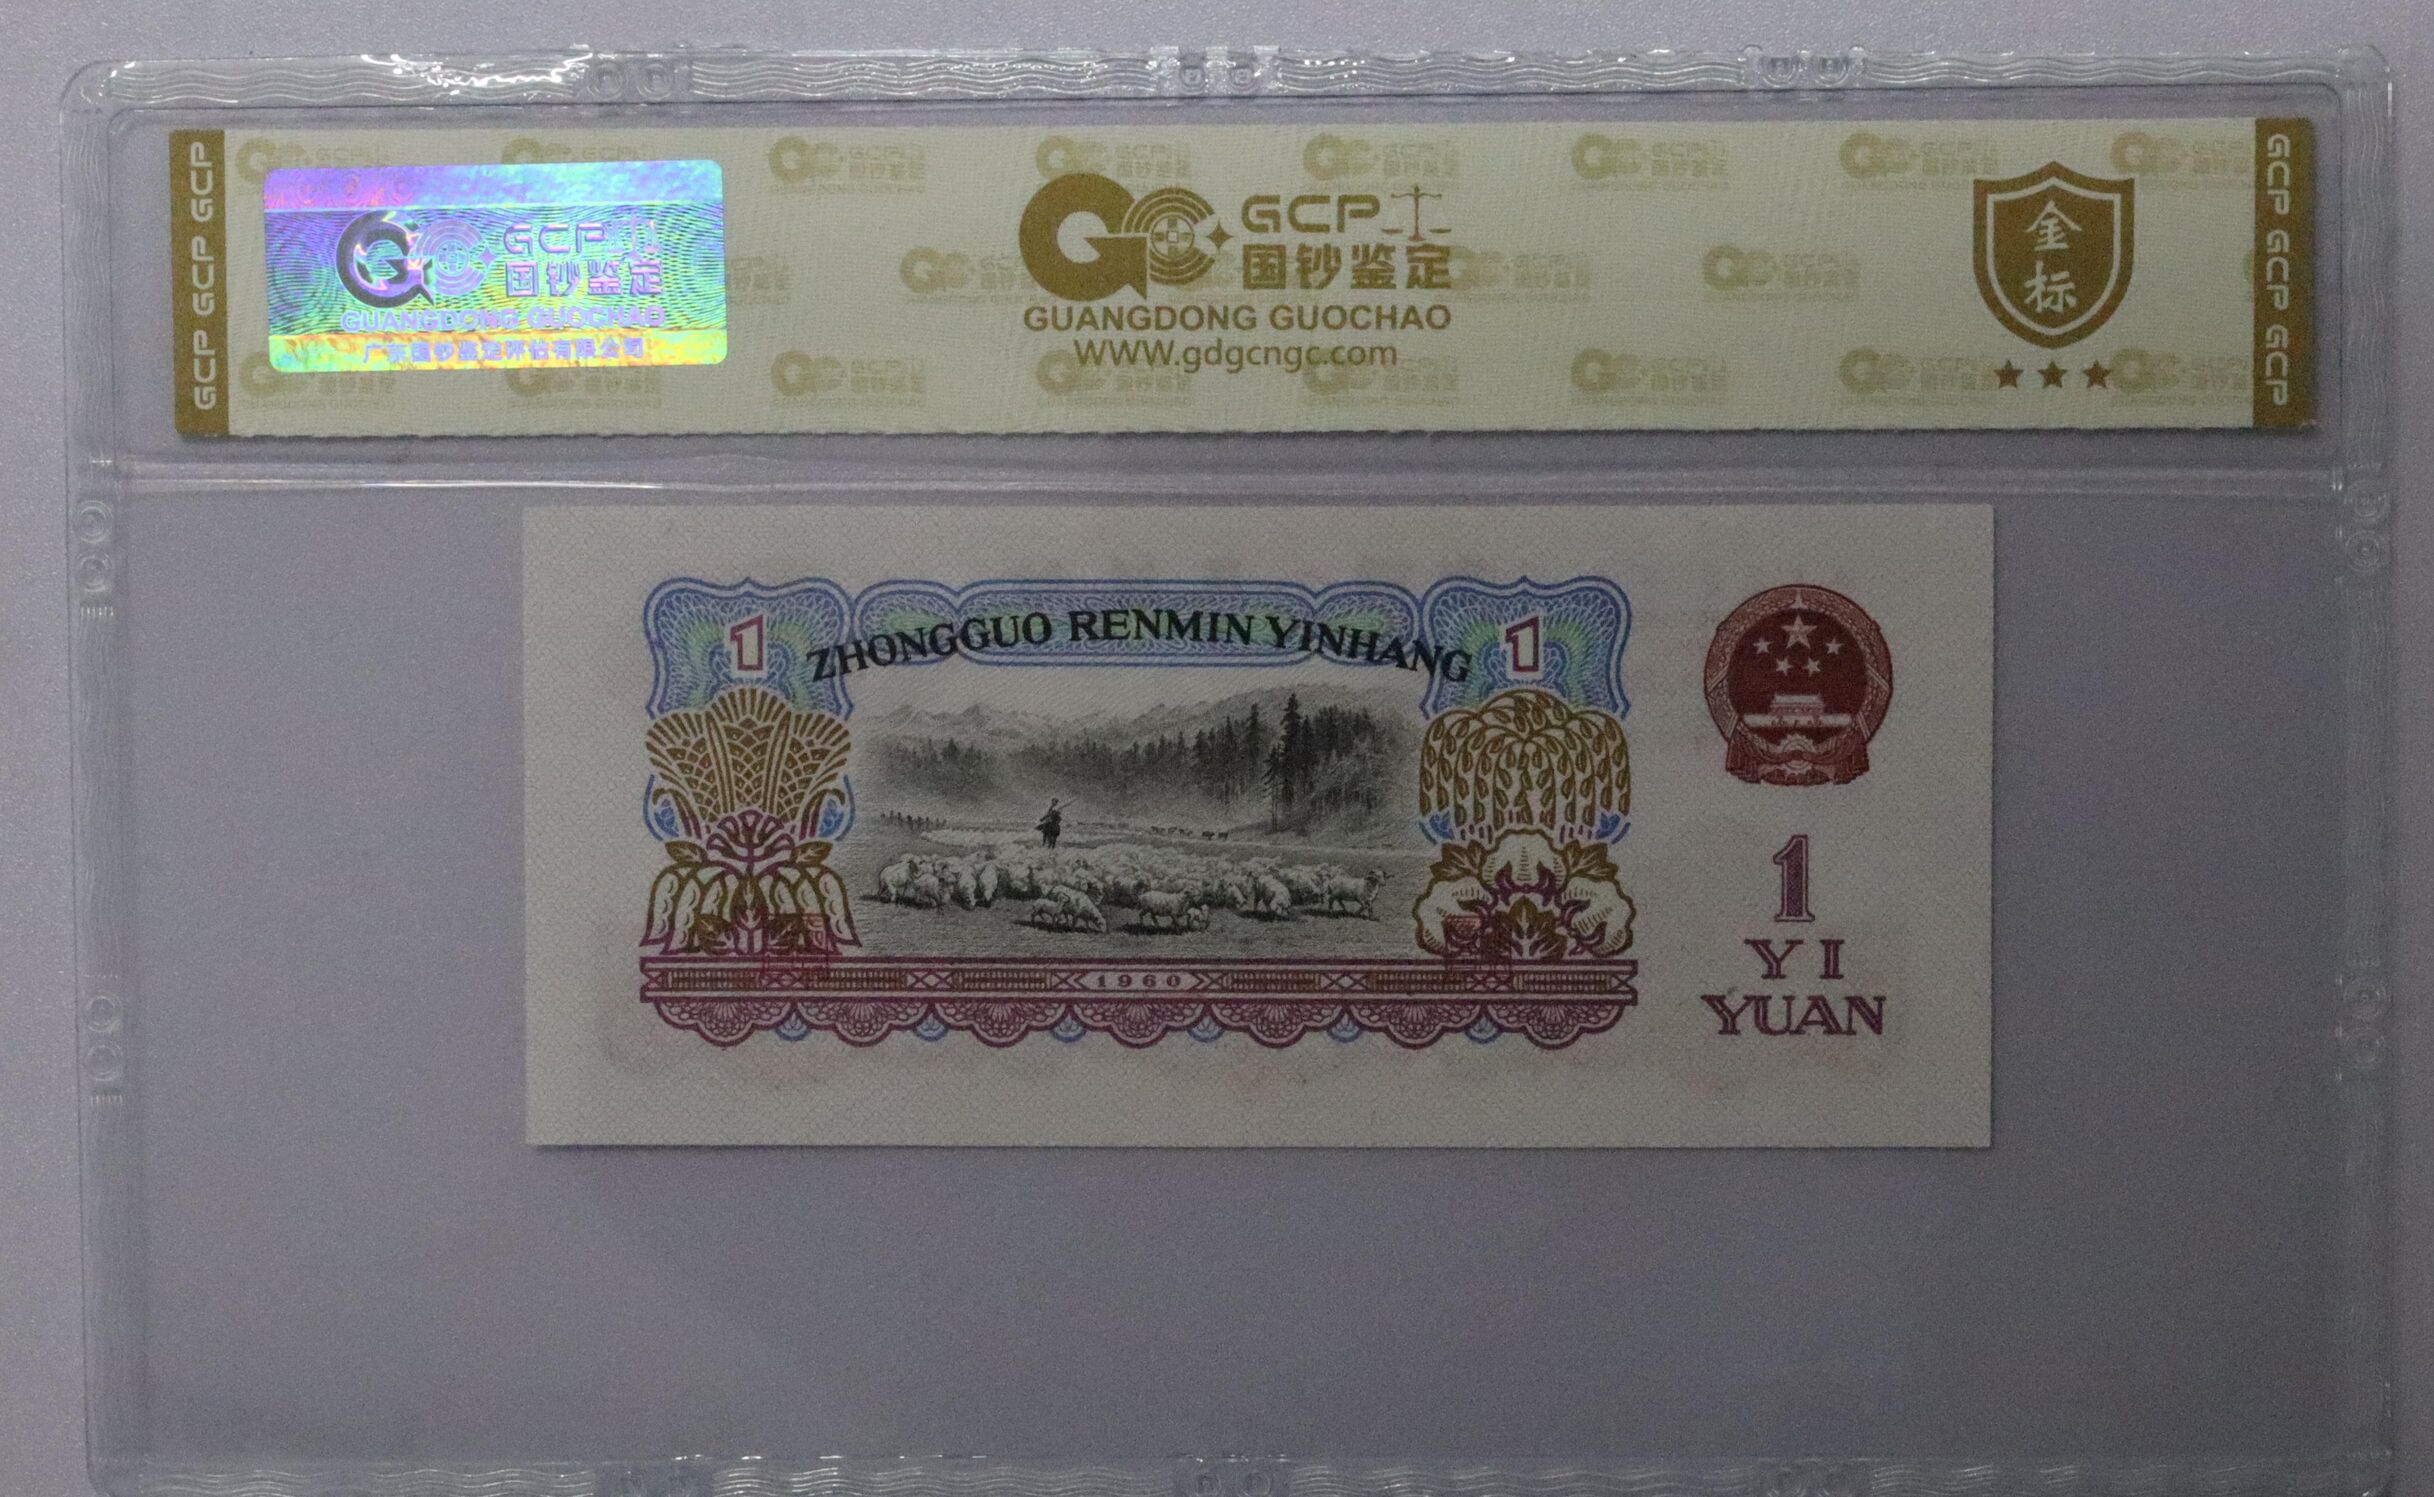 GCP GCP GCP
GCP
国钞鉴定
GUANGDONG GUOCHAO
广东国钞鉴定评估有限公司
GCP
国钞鉴定
GUANGDONG GUOCHAO
WWW.gdgcngc.com
金
标
GCP GCP GCP
ZHONGGUO RENMIN YINHANG
1
1
1960
1
YI
YUAN